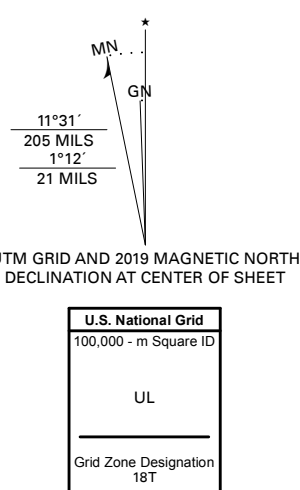 ★
MN
GN
11°31´
205 MILS
1°12´
21 MILS
UTM GRID AND 2019 MAGNETIC NORTH
DECLINATION AT CENTER OF SHEET
U.S. National Grid
100,000 - m Square ID
UL
Grid Zone Designation
18T